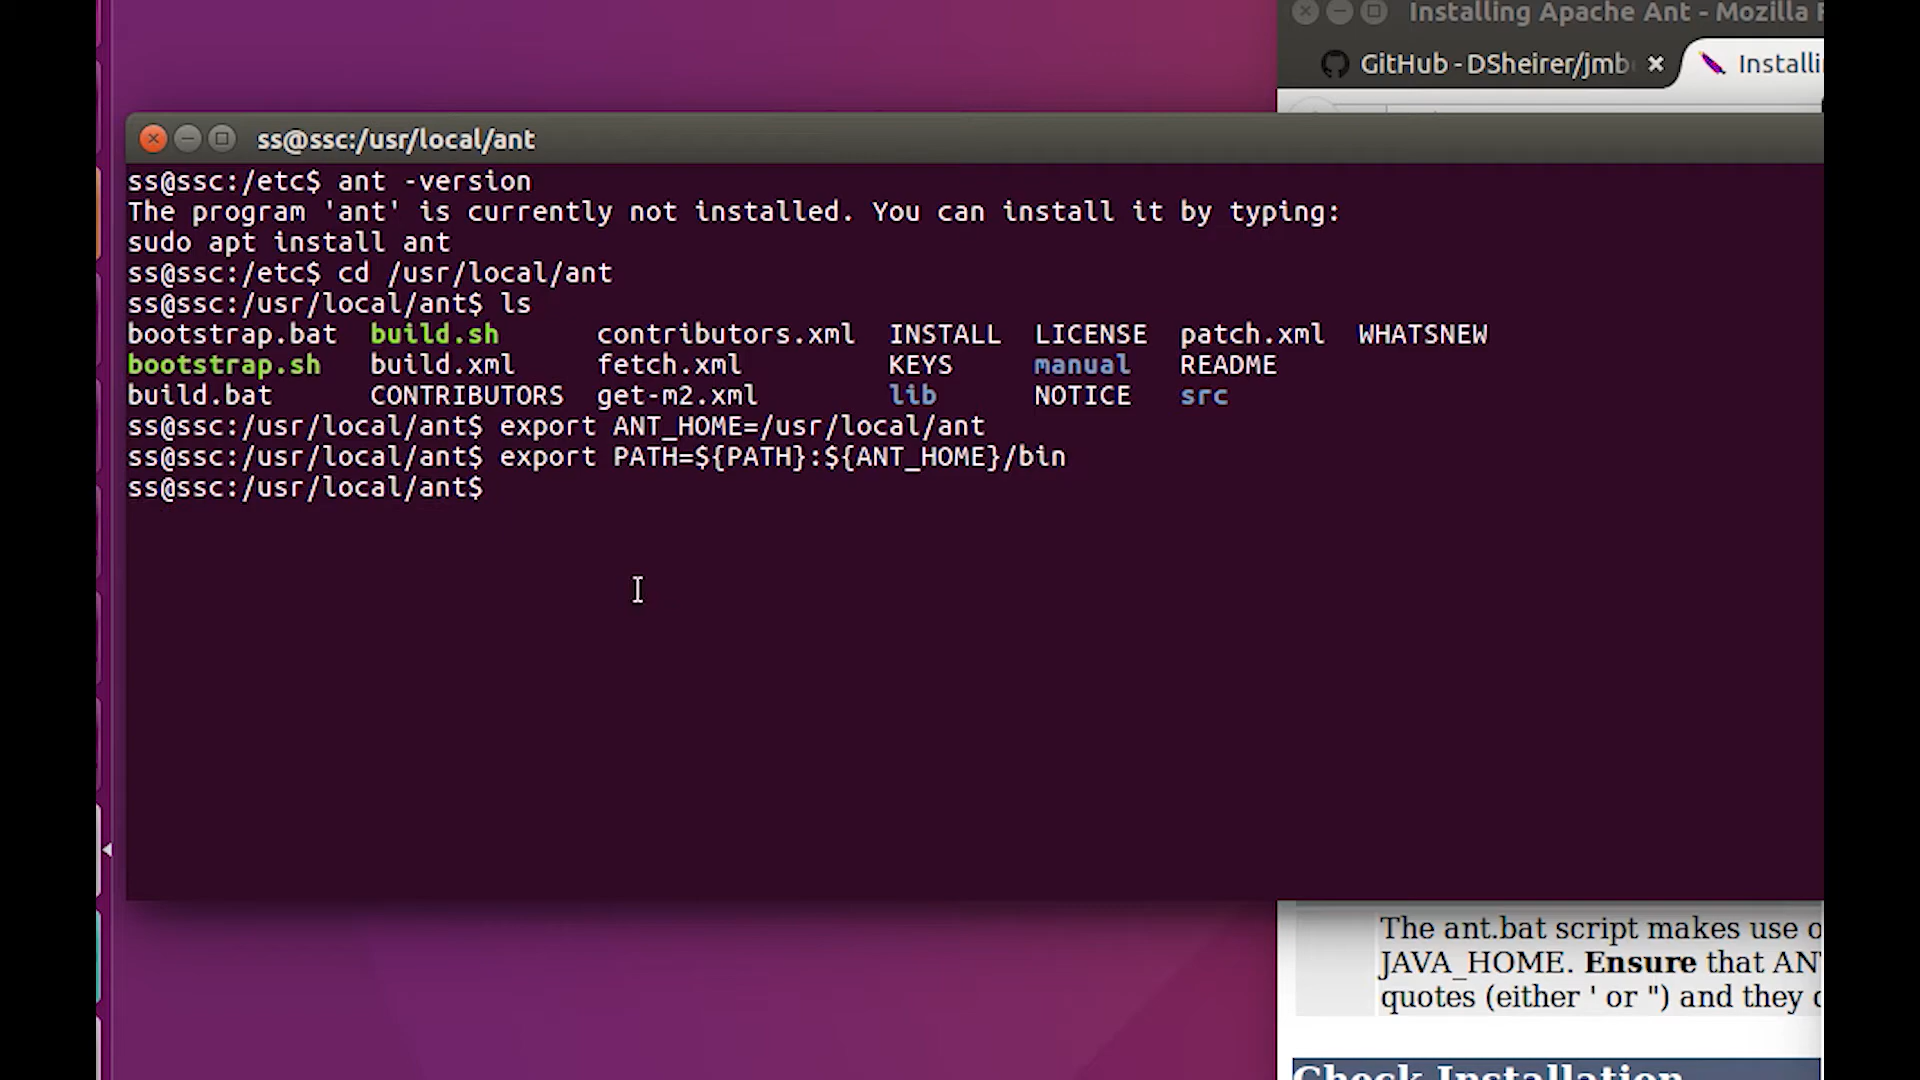 Installing Apache Ant - Mozilla F
GitHub - DSheirer/jmb
Installi
ss@ssc:/usr/local/ant
ss@ssc:/etc$ ant -version
The program 'ant' is currently not installed. You can install it by typing:
sudo apt install ant
ss@ssc:/etc$ cd /usr/local/ant
ss@ssc:/usr/local/ant$ ls
bootstrap.bat build.sh contributors.xml INSTALL LICENSE patch.xml WHATSNEW
bootstrap.sh build.xml fetch.xml KEYS manual README
build.bat CONTRIBUTORS get-m2.xml lib NOTICE src
ss@ssc:/usr/local/ant$ export ANT_HOME=/usr/local/ant
ss@ssc:/usr/local/ant$ export PATH=${PATH}:${ANT_HOME}/bin
ss@ssc:/usr/local/ant$
The ant.bat script makes use o
JAVA_HOME. Ensure that AN
quotes (either ' or ") and they
Check Installation